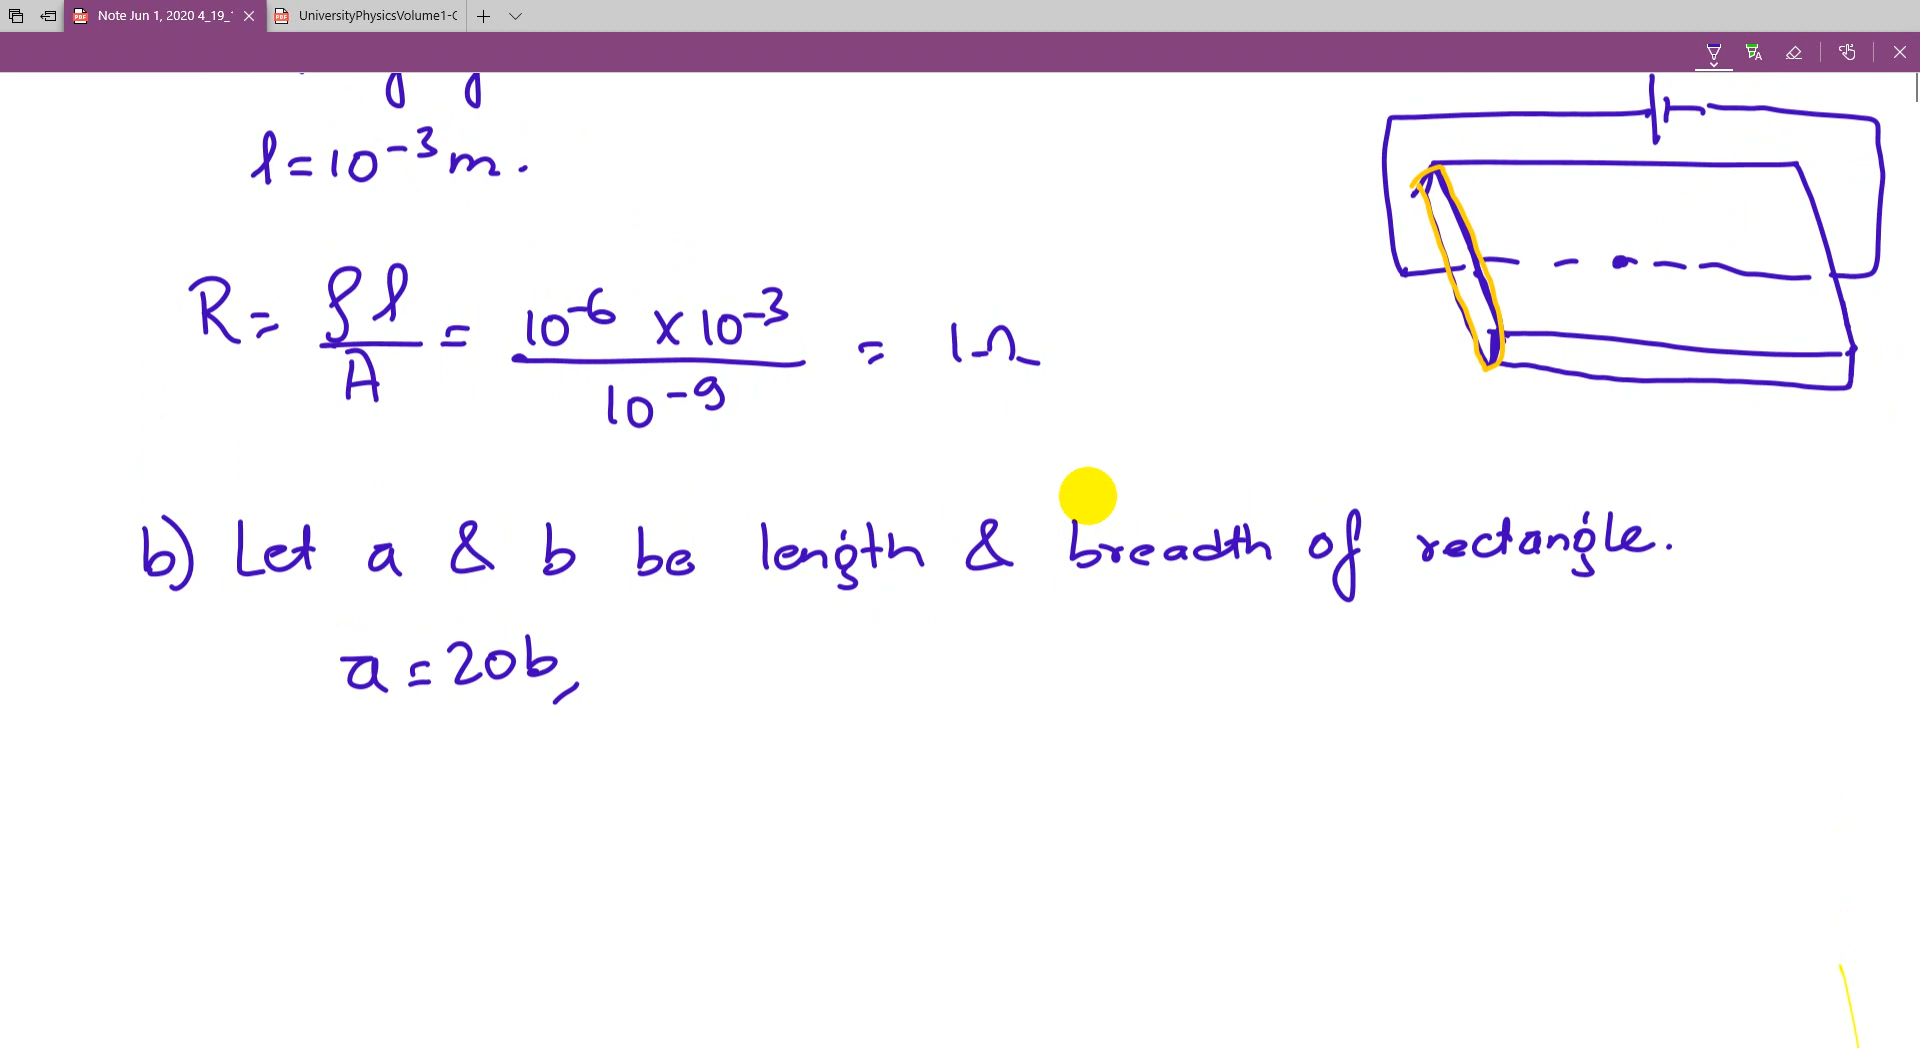 Note Jun 1, 2020 4_19_
UniversityPhysicsVolume1-
l = 10⁻³ m.
R = ρl/A = 10⁻⁶ × 10⁻³ / 10⁻⁹ = 1Ω
b) Let a & b be length & breadth of rectangle.
a = 20b,